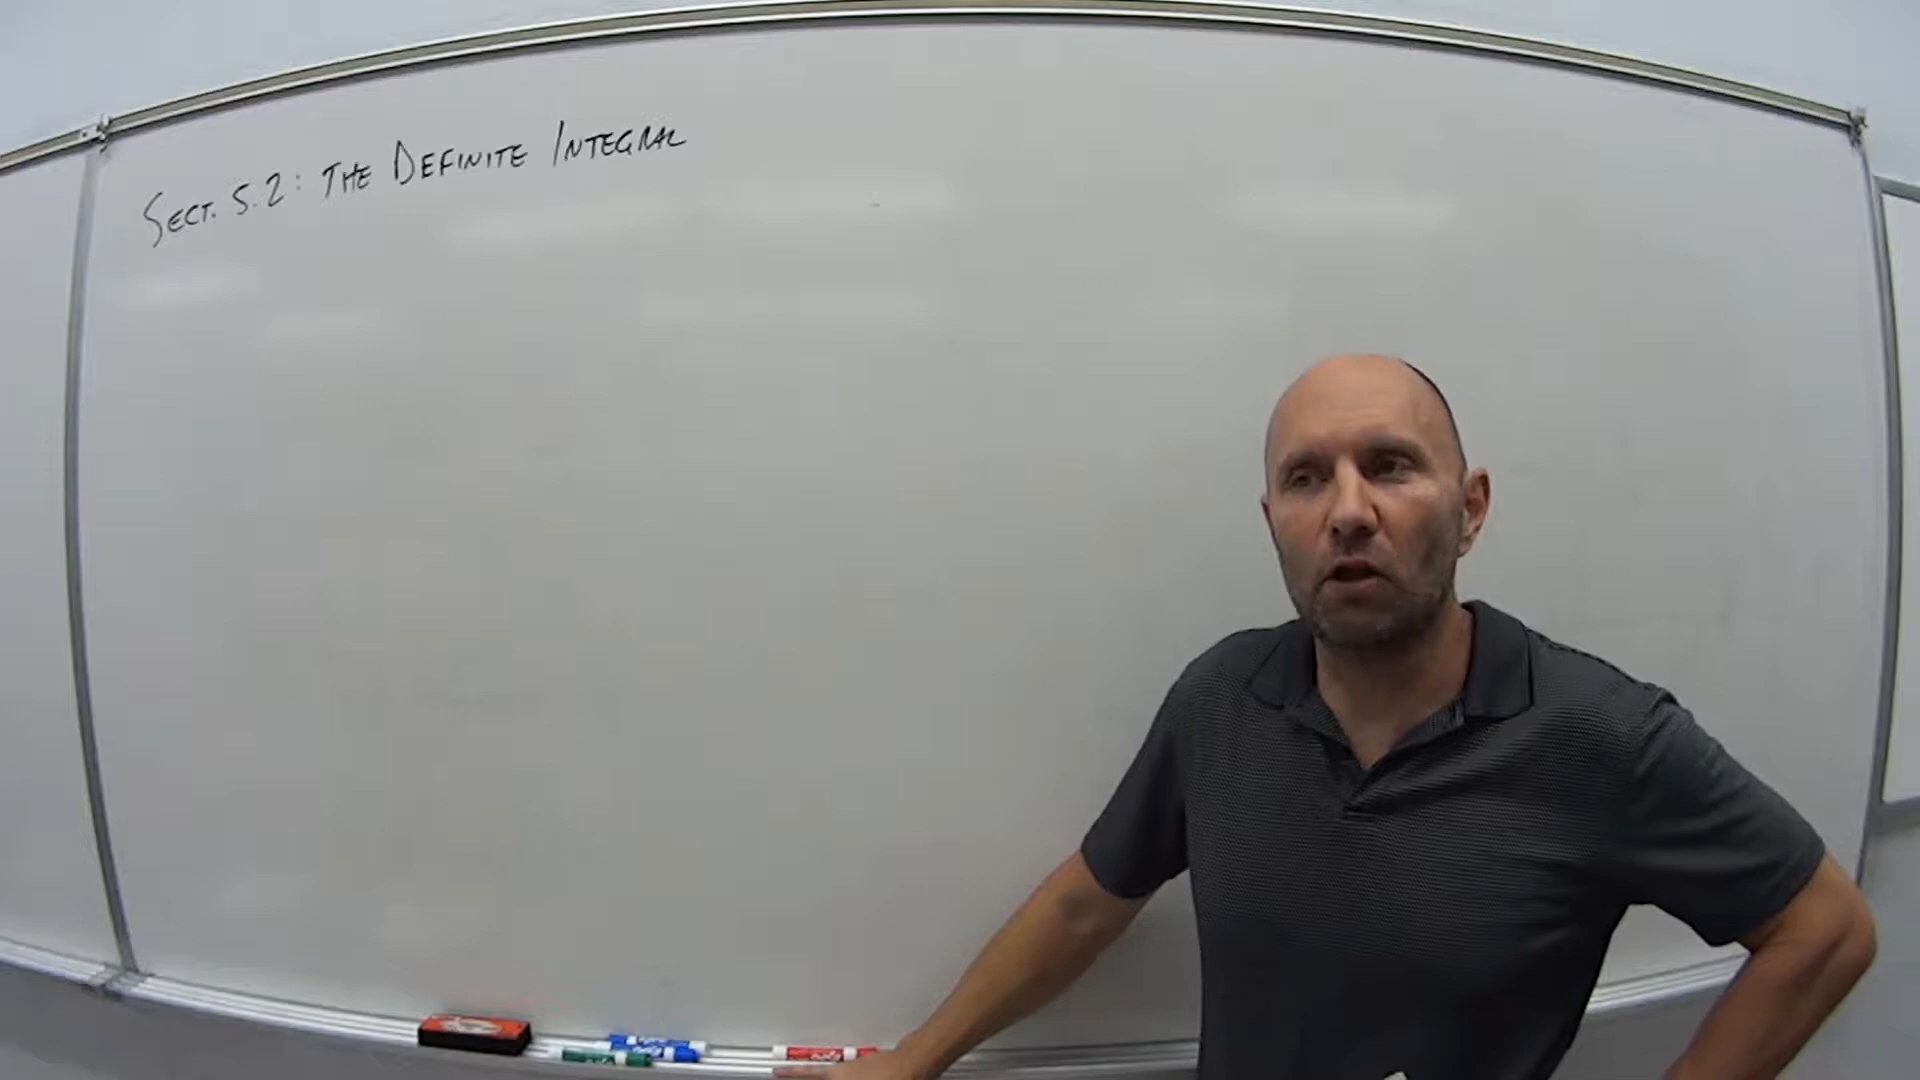 SECT. 5.2: THE DEFINITE INTEGRAL